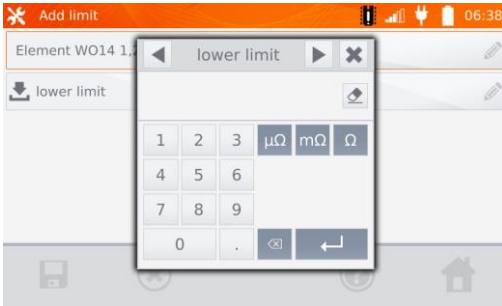 Add limit 06:38
Element WO14 1,
lower limit
lower limit
1 2 3 µΩ mΩ Ω
4 5 6
7 8 9
0 .